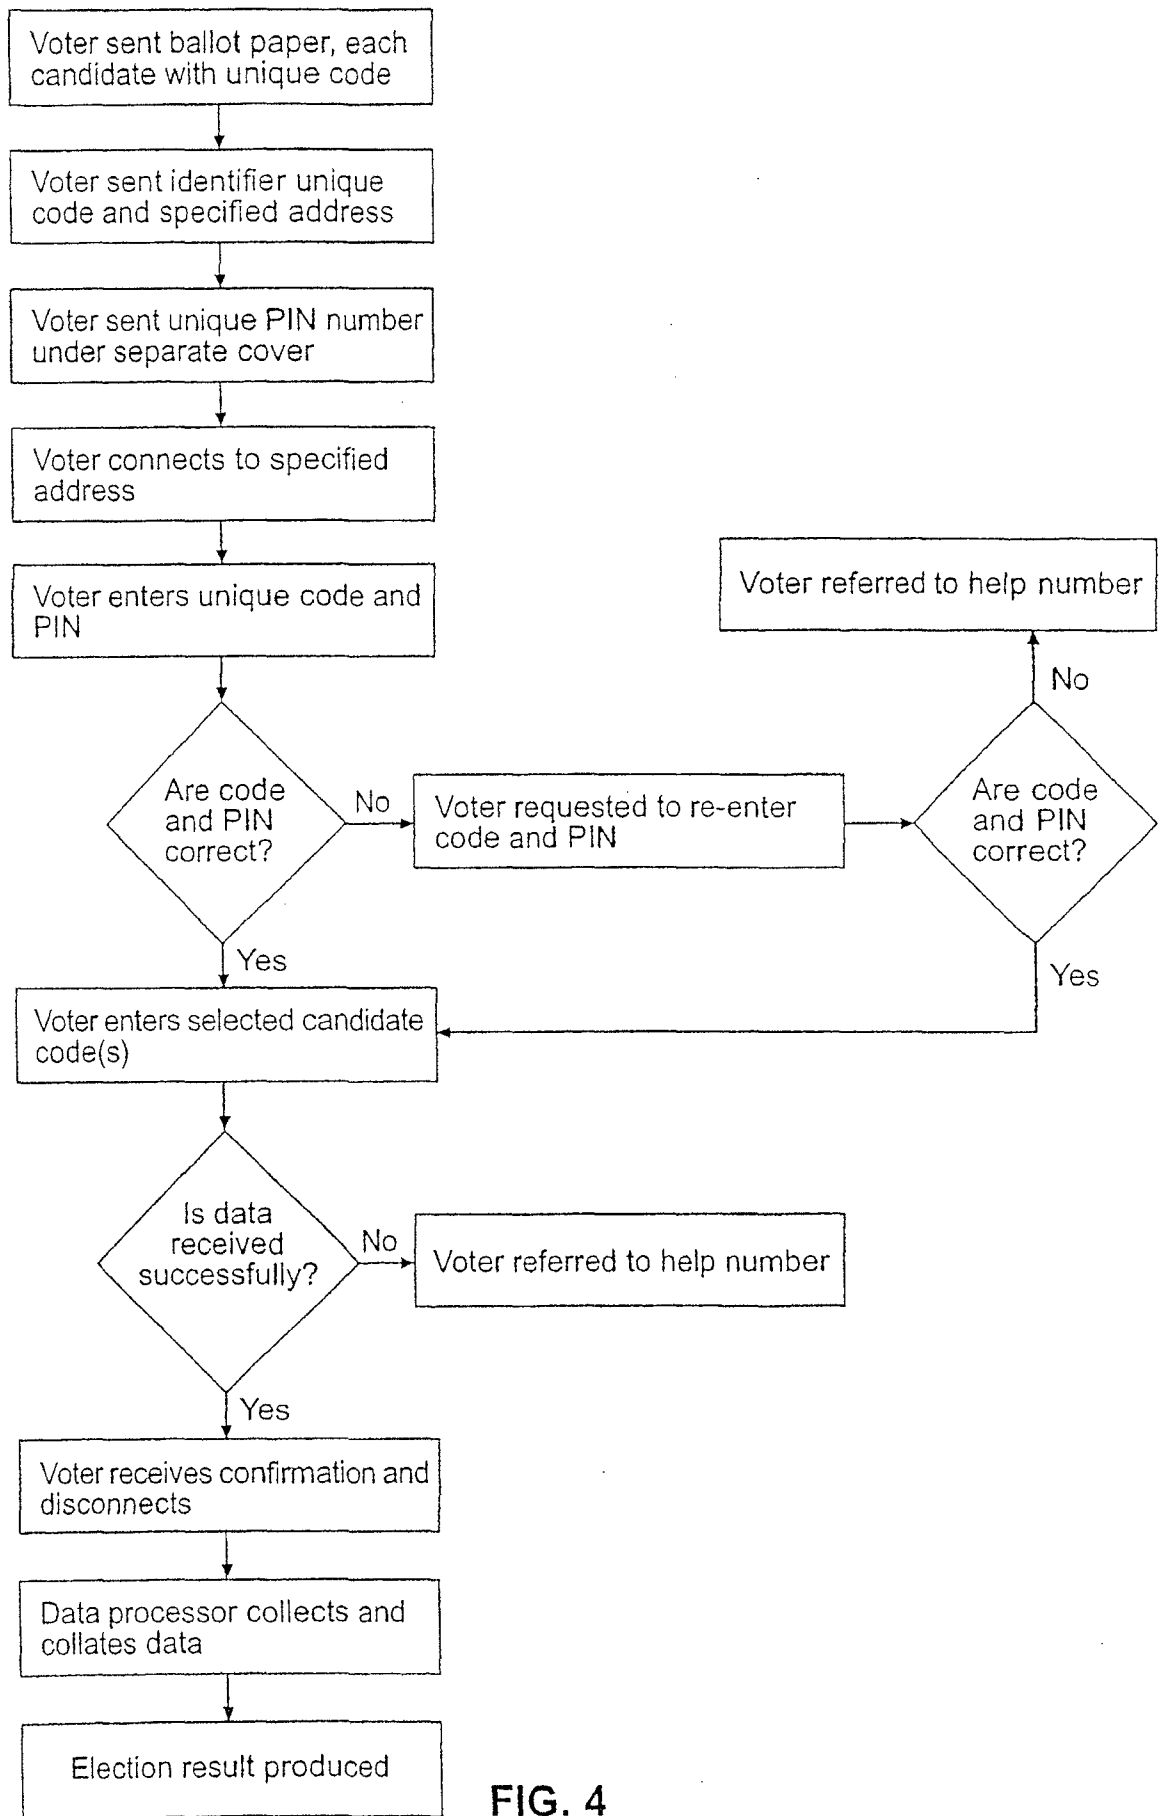 Voter sent ballot paper, each
candidate with unique code
Voter sent identifier unique
code and specified address
Voter sent unique PIN number
under separate cover
Voter connects to specified
address
Voter enters unique code and
PIN
Voter referred to help number
No
Are code
and PIN
correct?
No
Voter requested to re-enter
code and PIN
Are code
and PIN
correct?
Yes
Yes
Voter enters selected candidate
code(s)
Is data
received
successfully?
No
Voter referred to help number
Yes
Voter receives confirmation and
disconnects
Data processor collects and
collates data
Election result produced
FIG. 4